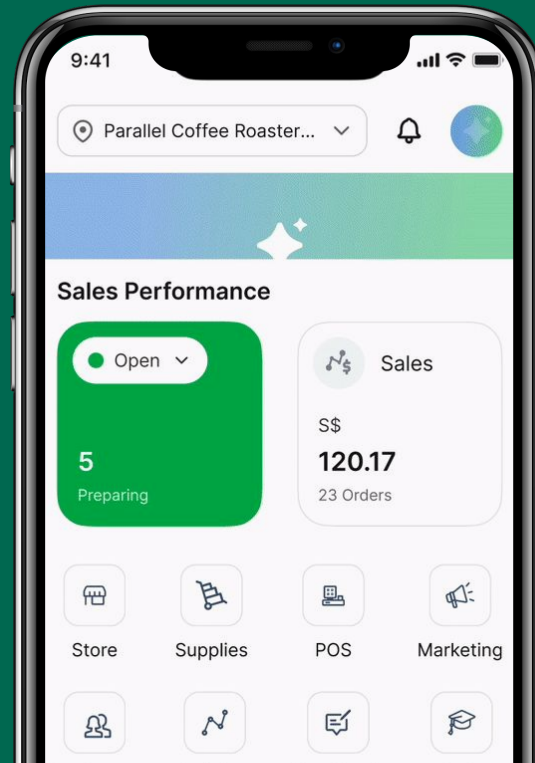 9:41
Parallel Coffee Roaster...
Sales Performance
Open
Sales
S$
5
120.17
Preparing
23 Orders
Store
Supplies
POS
Marketing